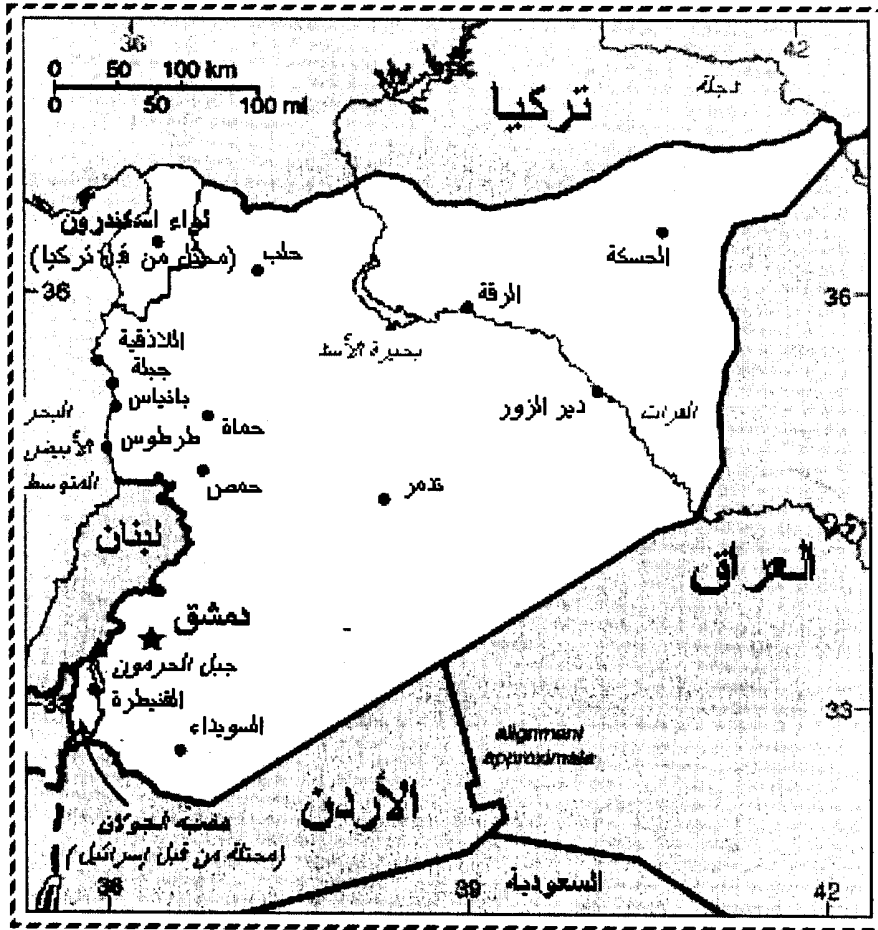 36
42
0 50 100 km
0 50 100 mi
تركيا
دجلة
لواء اسكندرون
(محتل من قبل تركيا)
حلب
الحسكة
36
36
الرقة
بحيرة الأسد
اللاذقية
جبلة
بانياس
دير الزور
الفرات
البحر
الأبيض
المتوسط
طرطوس
حماة
حمص
تدمر
لبنان
العراق
دمشق
جبل الحرمون
القنيطرة
33
33
السويداء
alignment
approximate
الأردن
هضبة الجولان
(محتلة من قبل إسرائيل)
السعودية
36
39
42